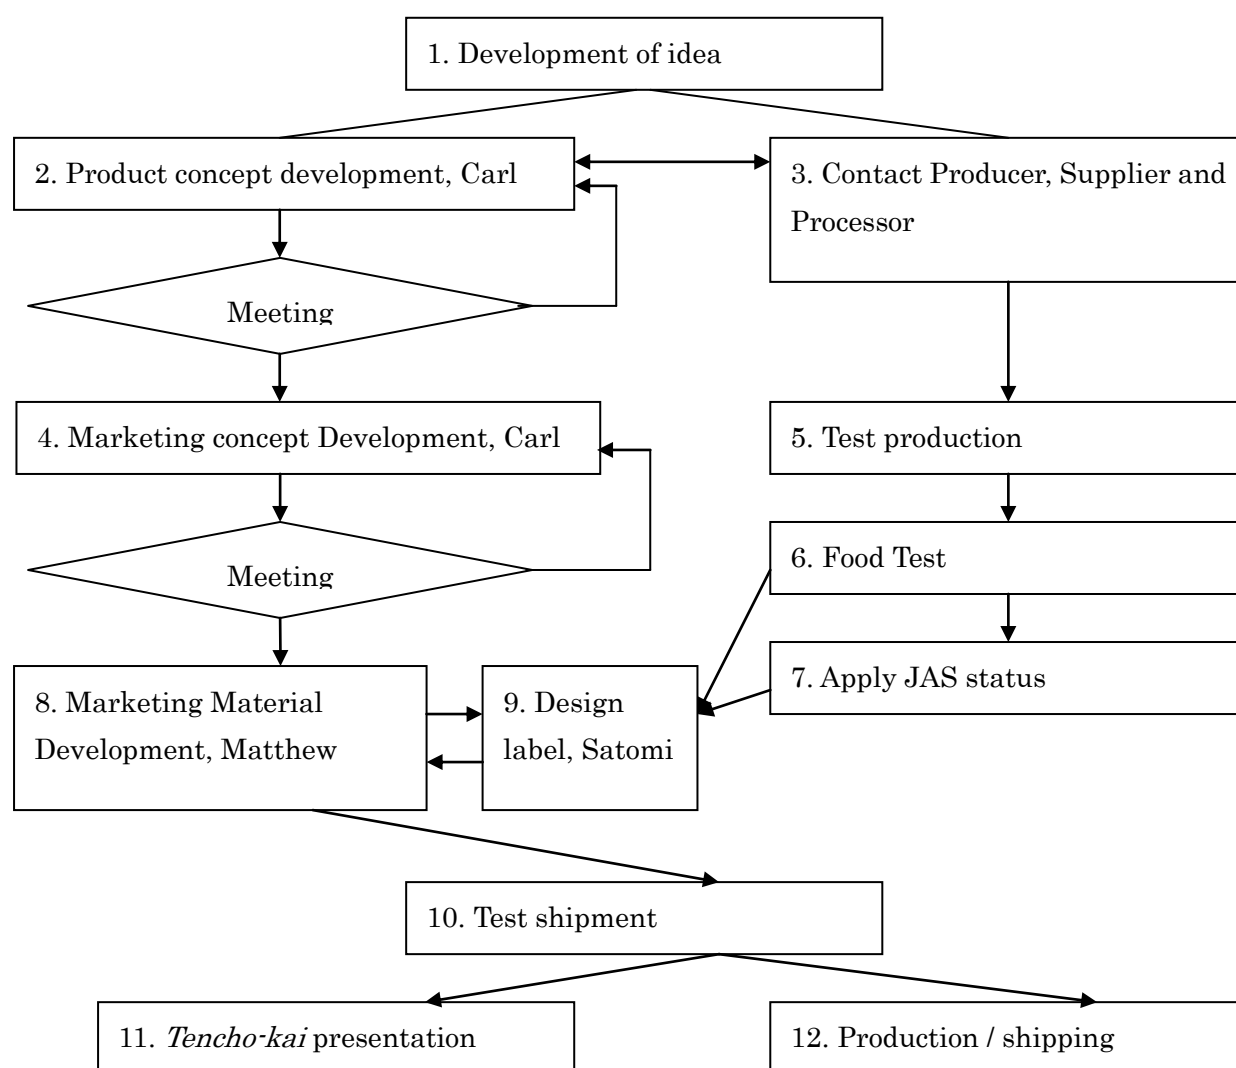 1. Development of idea
2. Product concept development, Carl
3. Contact Producer, Supplier and
Processor
Meeting
4. Marketing concept Development, Carl
5. Test production
Meeting
6. Food Test
7. Apply JAS status
8. Marketing Material
Development, Matthew
9. Design
label, Satomi
10. Test shipment
11. Tencho-kai presentation
12. Production / shipping